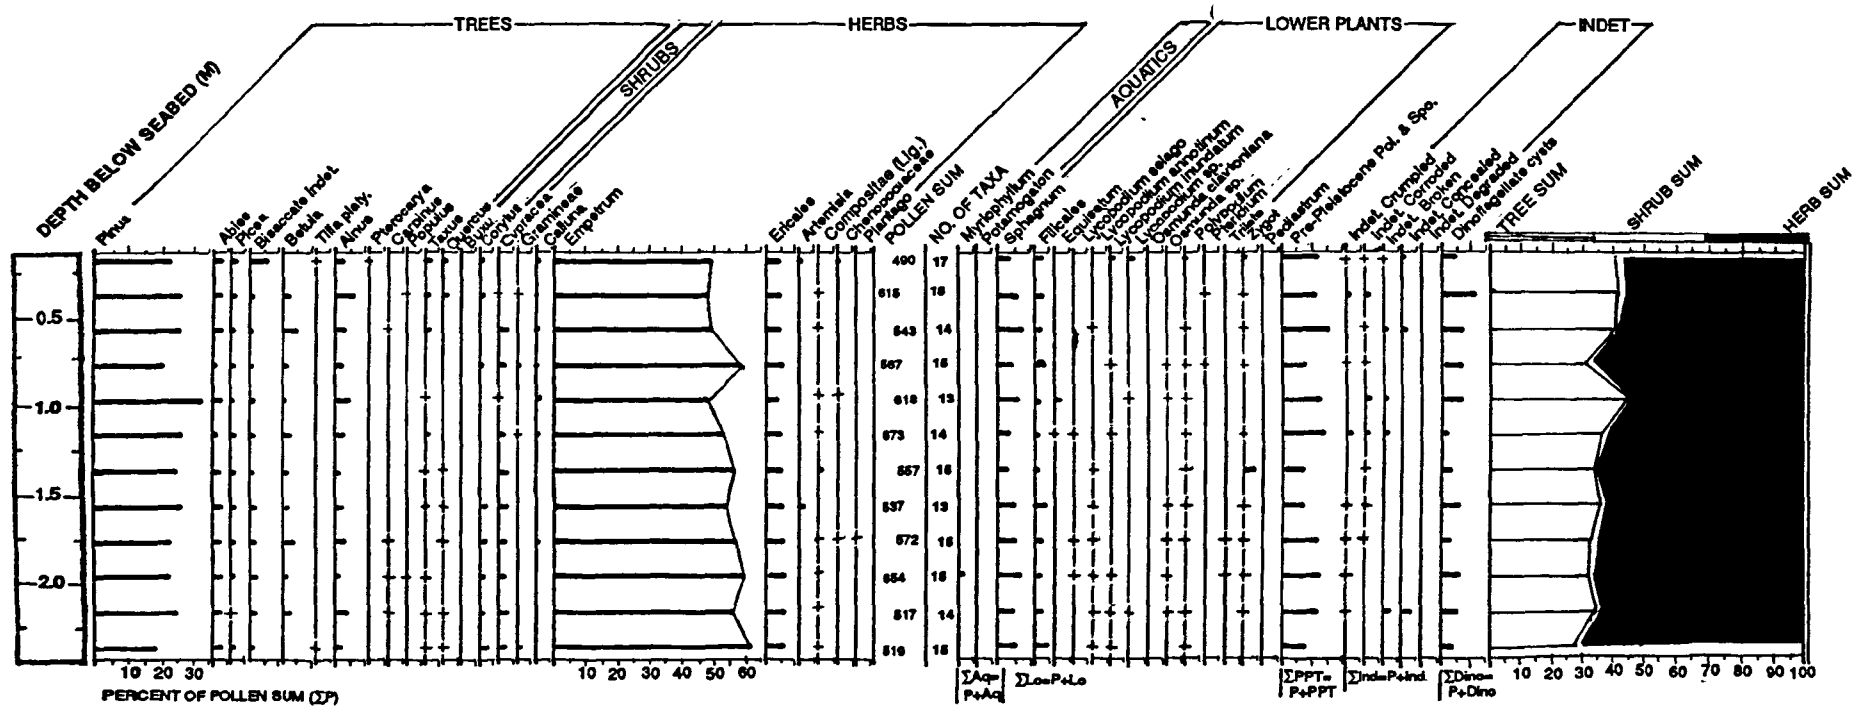 TREES
HERBS
LOWER PLANTS
INDET
SHRUBS
AQUATICS
DEPTH BELOW SEABED (M)
Pinus
Abies
Picea
Bisaccate Indet.
Betula
Tilia platy.
Alnus
Pterocarya
Carpinus
Populus
Taxus
Quercus
Buxus
Corylus
Cyperaceae
Gramineae
Calluna
Empetrum
Ericales
Artemisia
Compositae (Lig.)
Chenopodiaceae
Plantago
POLLEN SUM
NO. OF TAXA
Myriophyllum
Potamogeton
Sphagnum
Filicales
Equisetum
Lycopodium selago
Lycopodium annotinum
Lycopodium inundatum
Lycopodium sp.
Osmunda claytoniana
Osmunda sp.
Polypodium
Pteridium
Trilete
Zygot
Pediastrum
Pre-Pleistocene Pol. & Spo.
Indet. Crumpled
Indet. Corroded
Indet. Broken
Indet. Concealed
Indet. Degraded
Dinoflagellate cysts
TREE SUM
SHRUB SUM
HERB SUM
490 17
615 18
0.5
543 14
567 15
1.0
618 13
573 14
557 16
1.5
537 13
572 15
2.0
554 15
517 14
519 15
10 20 30
10 20 30 40 50 60
10 20 30 40 50 60 70 80 90 100
PERCENT OF POLLEN SUM (ΣP)
ΣAq=
P+Aq
ΣLo=P+Lo
ΣPPT=
P+PPT
ΣInd=P+Ind.
ΣDino=
P+Dino